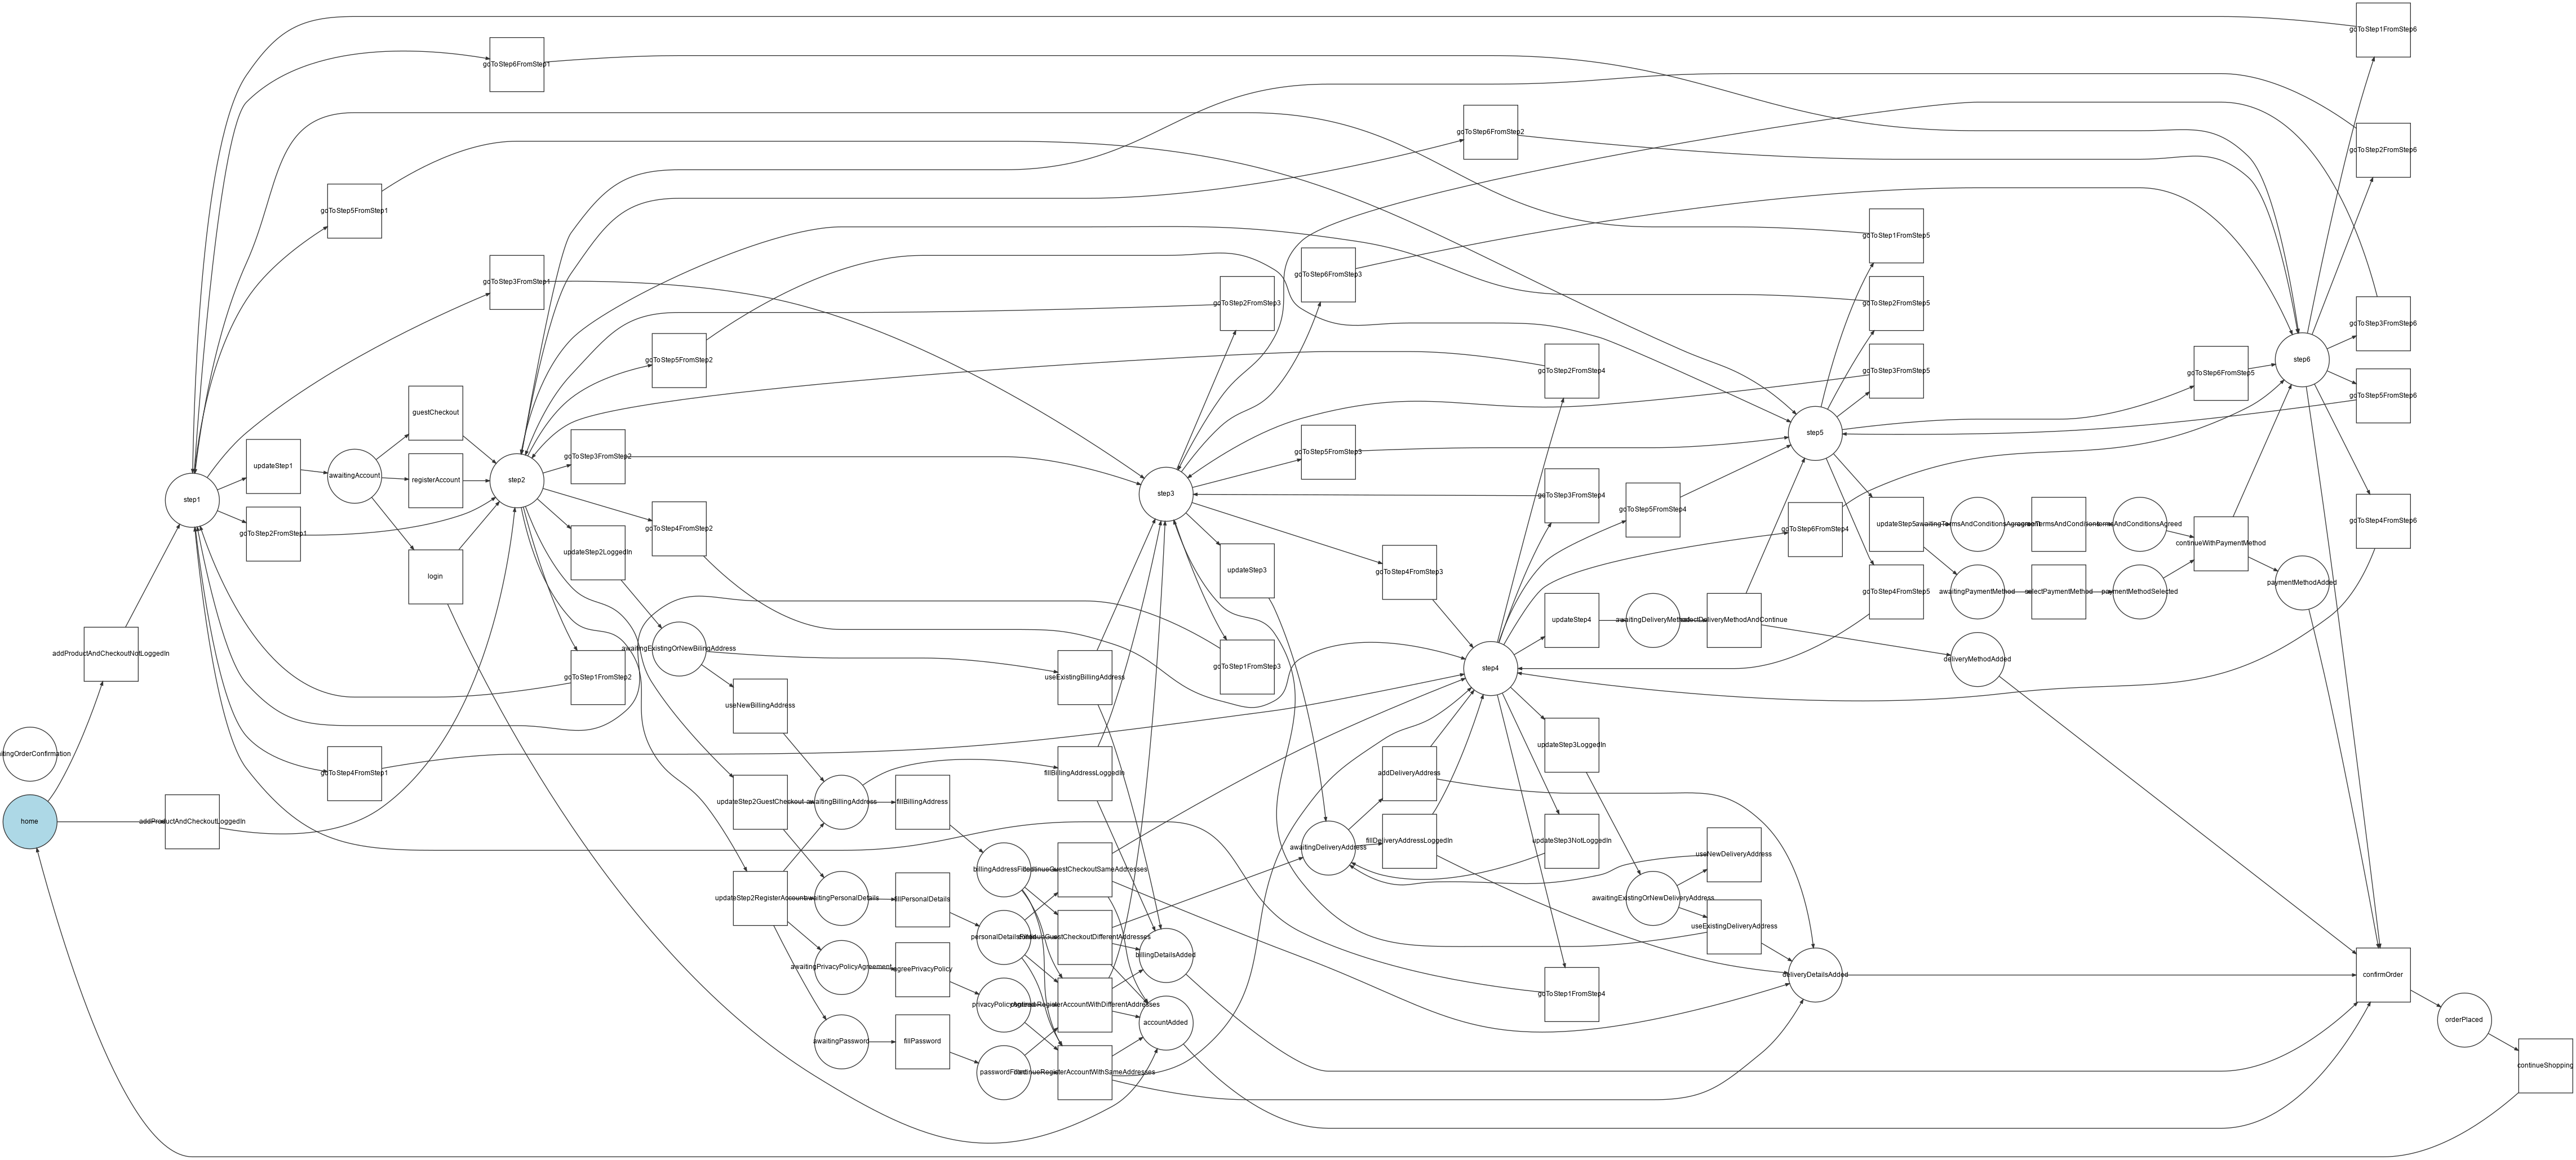 goToStep1FromStep6
goToStep6FromStep1
goToStep6FromStep2
goToStep2FromStep6
goToStep5FromStep1
goToStep1FromStep5
goToStep6FromStep3
goToStep3FromStep1
goToStep2FromStep3
goToStep2FromStep5
goToStep3FromStep6
goToStep5FromStep2
step6
goToStep2FromStep4
goToStep3FromStep5
goToStep6FromStep5
goToStep5FromStep6
guestCheckout
step5
goToStep3FromStep2
goToStep5FromStep3
updateStep1
awaitingAccount
registerAccount
step2
step1
step3
goToStep3FromStep4
goToStep5FromStep4
goToStep4FromStep6
goToStep2FromStep1
goToStep4FromStep2
goToStep6FromStep4
updateStep5
awaitingTermsAndConditionsAgreement
termsAndConditionsAgreed
continueWithPaymentMethod
updateStep2LoggedIn
login
updateStep3
goToStep4FromStep3
paymentMethodAdded
goToStep4FromStep5
awaitingPaymentMethod
selectPaymentMethod
paymentMethodSelected
updateStep4
awaitingDeliveryMethod
selectDeliveryMethodAndContinue
addProductAndCheckoutNotLoggedIn
awaitingExistingOrNewBilingAddress
goToStep1FromStep3
step4
deliveryMethodAdded
goToStep1FromStep2
useExistingBillingAddress
useNewBillingAddress
itingOrderConfirmation
goToStep4FromStep1
fillBillingAddressLoggedIn
updateStep3LoggedIn
addDeliveryAddress
home
addProductAndCheckoutLoggedIn
updateStep2GuestCheckout
awaitingBillingAddress
fillBillingAddress
awaitingDeliveryAddress
fillDeliveryAddressLoggedIn
updateStep3NotLoggedIn
useNewDeliveryAddress
billingAddressFilled
continueGuestCheckoutSameAddresses
updateStep2RegisterAccount
awaitingPersonalDetails
fillPersonalDetails
awaitingExistingOrNewDeliveryAddress
useExistingDeliveryAddress
personalDetailsFilled
continueGuestCheckoutDifferentAddresses
billingDetailsAdded
awaitingPrivacyPolicyAgreement
agreePrivacyPolicy
deliveryDetailsAdded
confirmOrder
goToStep1FromStep4
privacyPolicyAgreed
continueRegisterAccountWithDifferentAddresses
accountAdded
orderPlaced
awaitingPassword
fillPassword
passwordFilled
continueRegisterAccountWithSameAddresses
continueShopping